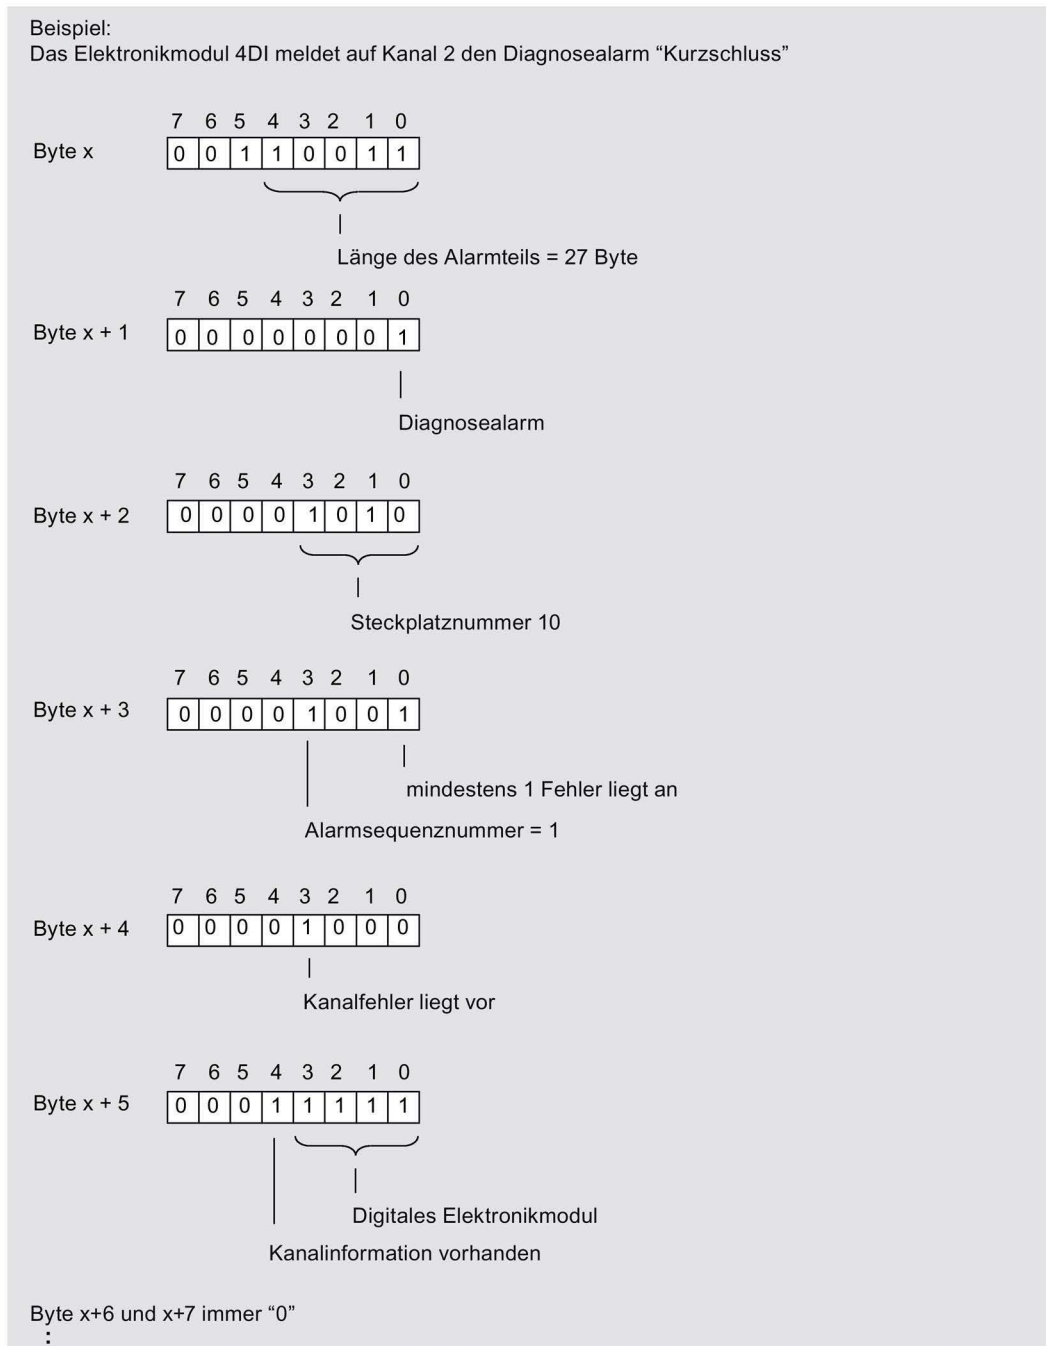 Beispiel:
Das Elektronikmodul 4DI meldet auf Kanal 2 den Diagnosealarm “Kurzschluss”
7 6 5 4 3 2 1 0
Byte x 0 0 1 1 0 0 1 1
Länge des Alarmteils = 27 Byte
7 6 5 4 3 2 1 0
Byte x + 1 0 0 0 0 0 0 0 1
Diagnosealarm
7 6 5 4 3 2 1 0
Byte x + 2 0 0 0 0 1 0 1 0
Steckplatznummer 10
7 6 5 4 3 2 1 0
Byte x + 3 0 0 0 0 1 0 0 1
mindestens 1 Fehler liegt an
Alarmsequenznummer = 1
7 6 5 4 3 2 1 0
Byte x + 4 0 0 0 0 1 0 0 0
Kanalfehler liegt vor
7 6 5 4 3 2 1 0
Byte x + 5 0 0 0 1 1 1 1 1
Digitales Elektronikmodul
Kanalinformation vorhanden
Byte x+6 und x+7 immer “0”
: